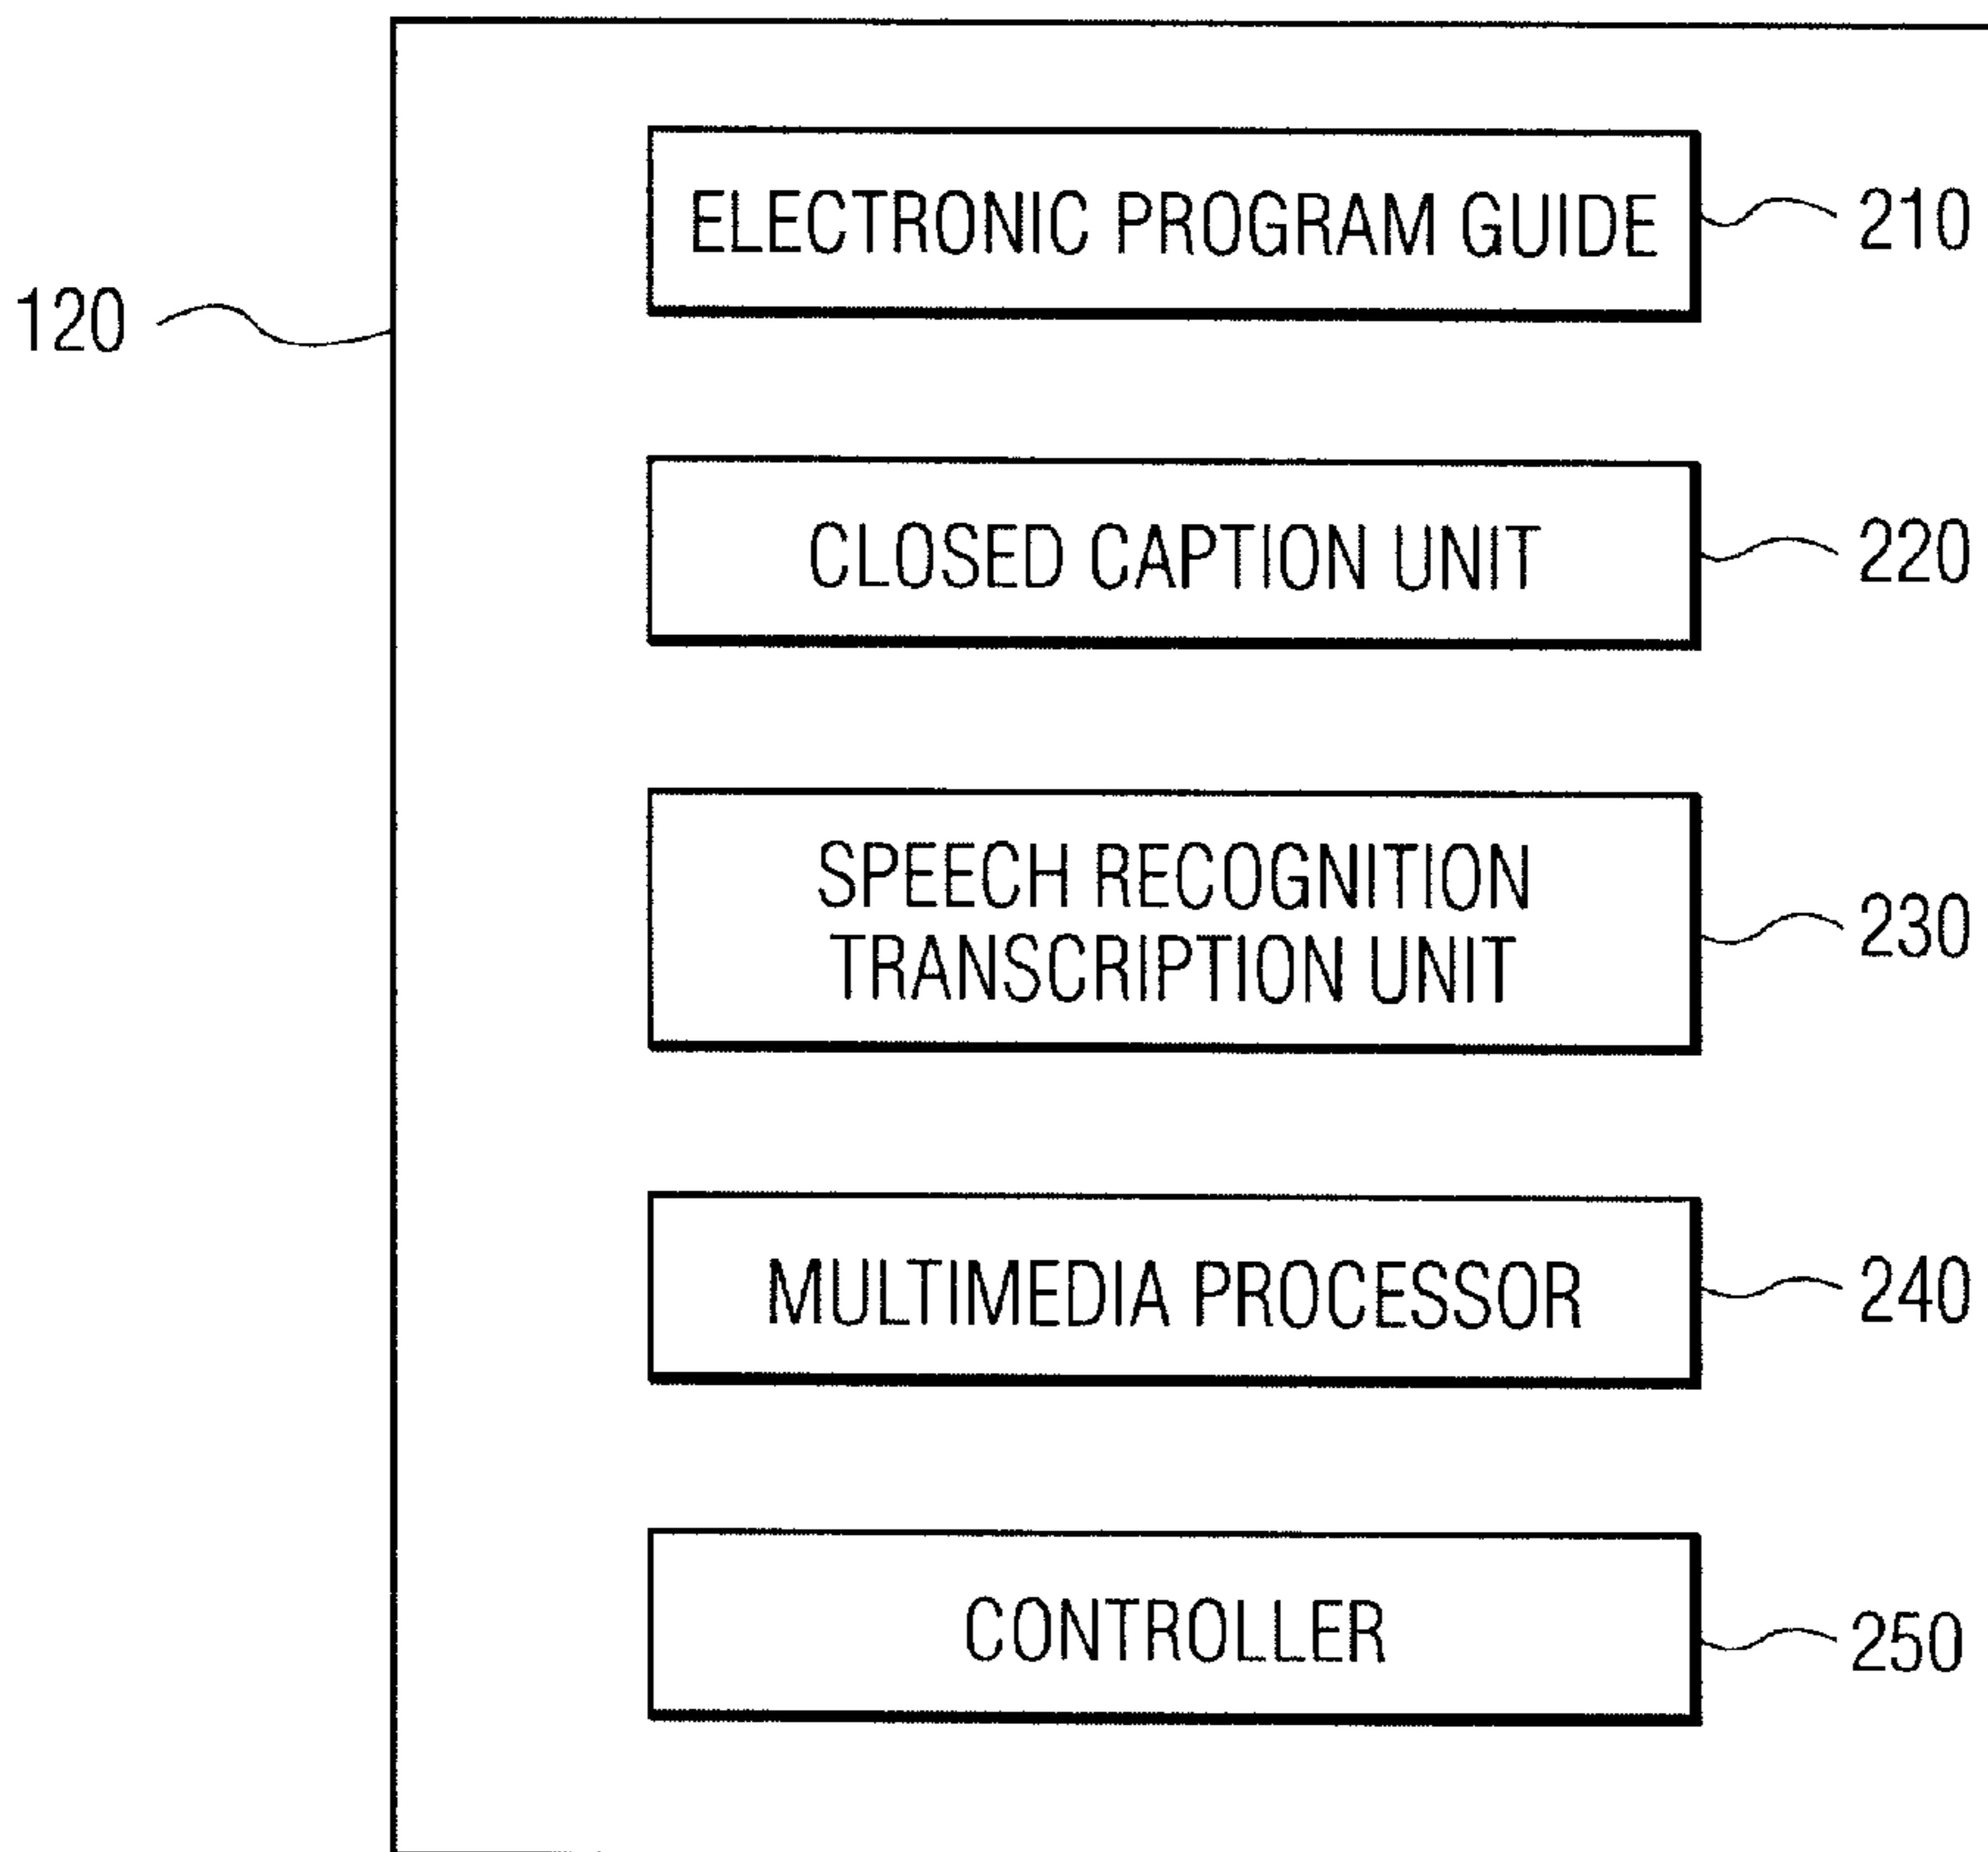 ELECTRONIC PROGRAM GUIDE
210
120
CLOSED CAPTION UNIT
220
SPEECH RECOGNITION
TRANSCRIPTION UNIT
230
MULTIMEDIA PROCESSOR
240
CONTROLLER
250